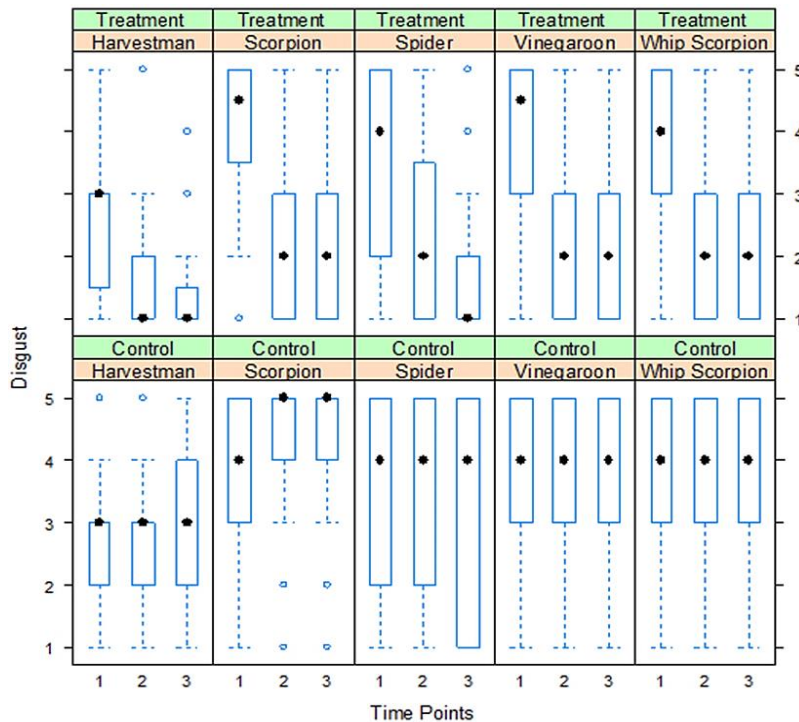 Treatment Treatment Treatment Treatment Treatment
Harvestman Scorpion Spider Vinegaroon Whip Scorpion
5
4
3
2
1
Control Control Control Control Control
Harvestman Scorpion Spider Vinegaroon Whip Scorpion
5
4
3
2
1
Disgust
1 2 3 1 2 3 1 2 3 1 2 3 1 2 3
Time Points